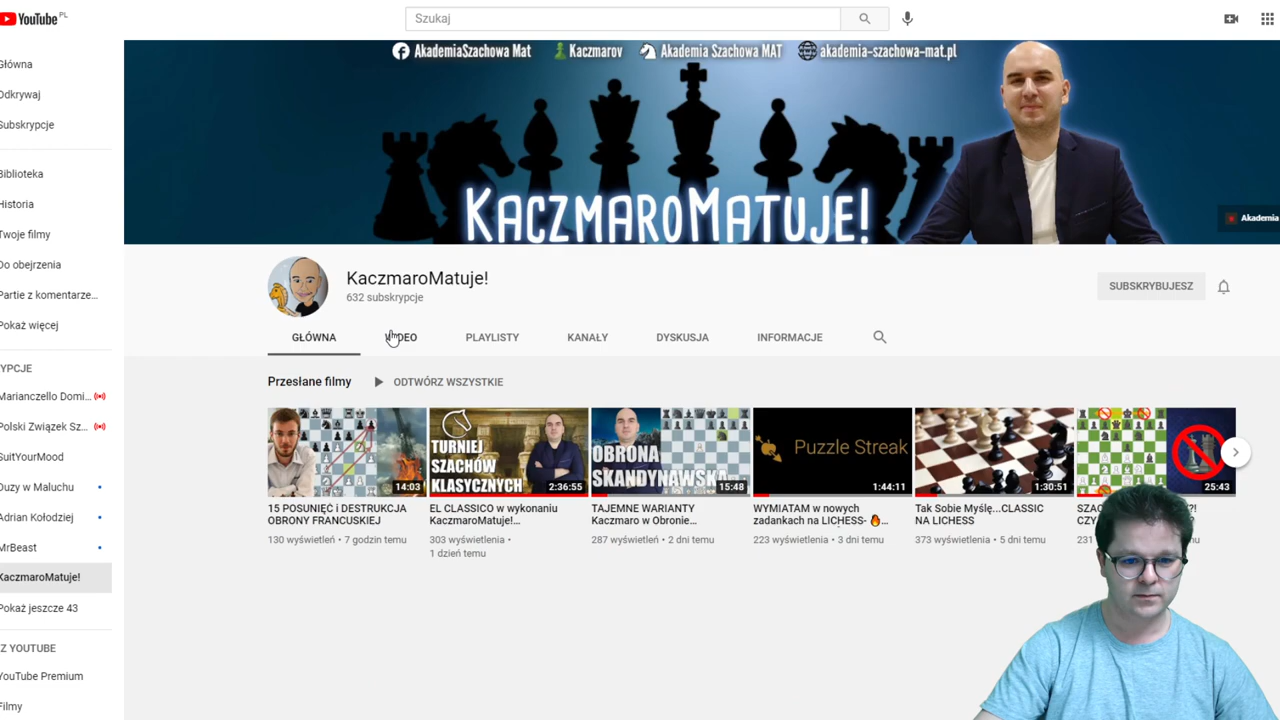 YouTube PL
Szukaj
Główna
Odkrywaj
Subskrypcje
Biblioteka
Historia
Twoje filmy
Do obejrzenia
Partie z komentarze...
Pokaż więcej
YPCJE
Marianczello Domi...
Polski Związek Sz...
SuitYourMood
Duzy w Maluchu
Adrian Kołodziej
MrBeast
KaczmaroMatuje!
Pokaż jeszcze 43
Z YOUTUBE
YouTube Premium
Filmy
AkademiaSzachowa Mat
Kaczmarov
Akademia Szachowa MAT
akademia-szachowa-mat.pl
KACZMAROMATUJE!
Akademia
KaczmaroMatuje!
632 subskrypcje
SUBSKRYBUJESZ
GŁÓWNA
PLAYLISTY
KANAŁY
DYSKUSJA
INFORMACJE
Przesłane filmy
ODTWÓRZ WSZYSTKIE
14:03
15 POSUNIĘĆ i DESTRUKCJA
OBRONY FRANCUSKIEJ
130 wyświetleń • 7 godzin temu
TURNIEJ
SZACHÓW
KLASYCZNYCH
2:36:55
EL CLASSICO w wykonaniu
KaczmaroMatuje!...
303 wyświetlenia •
1 dzień temu
OBRONA
SKANDYNAWSKA
15:48
TAJEMNE WARIANTY
Kaczmaro w Obronie...
287 wyświetleń • 2 dni temu
Puzzle Streak
1:44:11
WYMIATAM w nowych
zadankach na LICHESS- 🔥...
223 wyświetlenia • 3 dni temu
1:30:51
Tak Sobie Myślę...CLASSIC
NA LICHESS
373 wyświetlenia • 5 dni temu
25:43